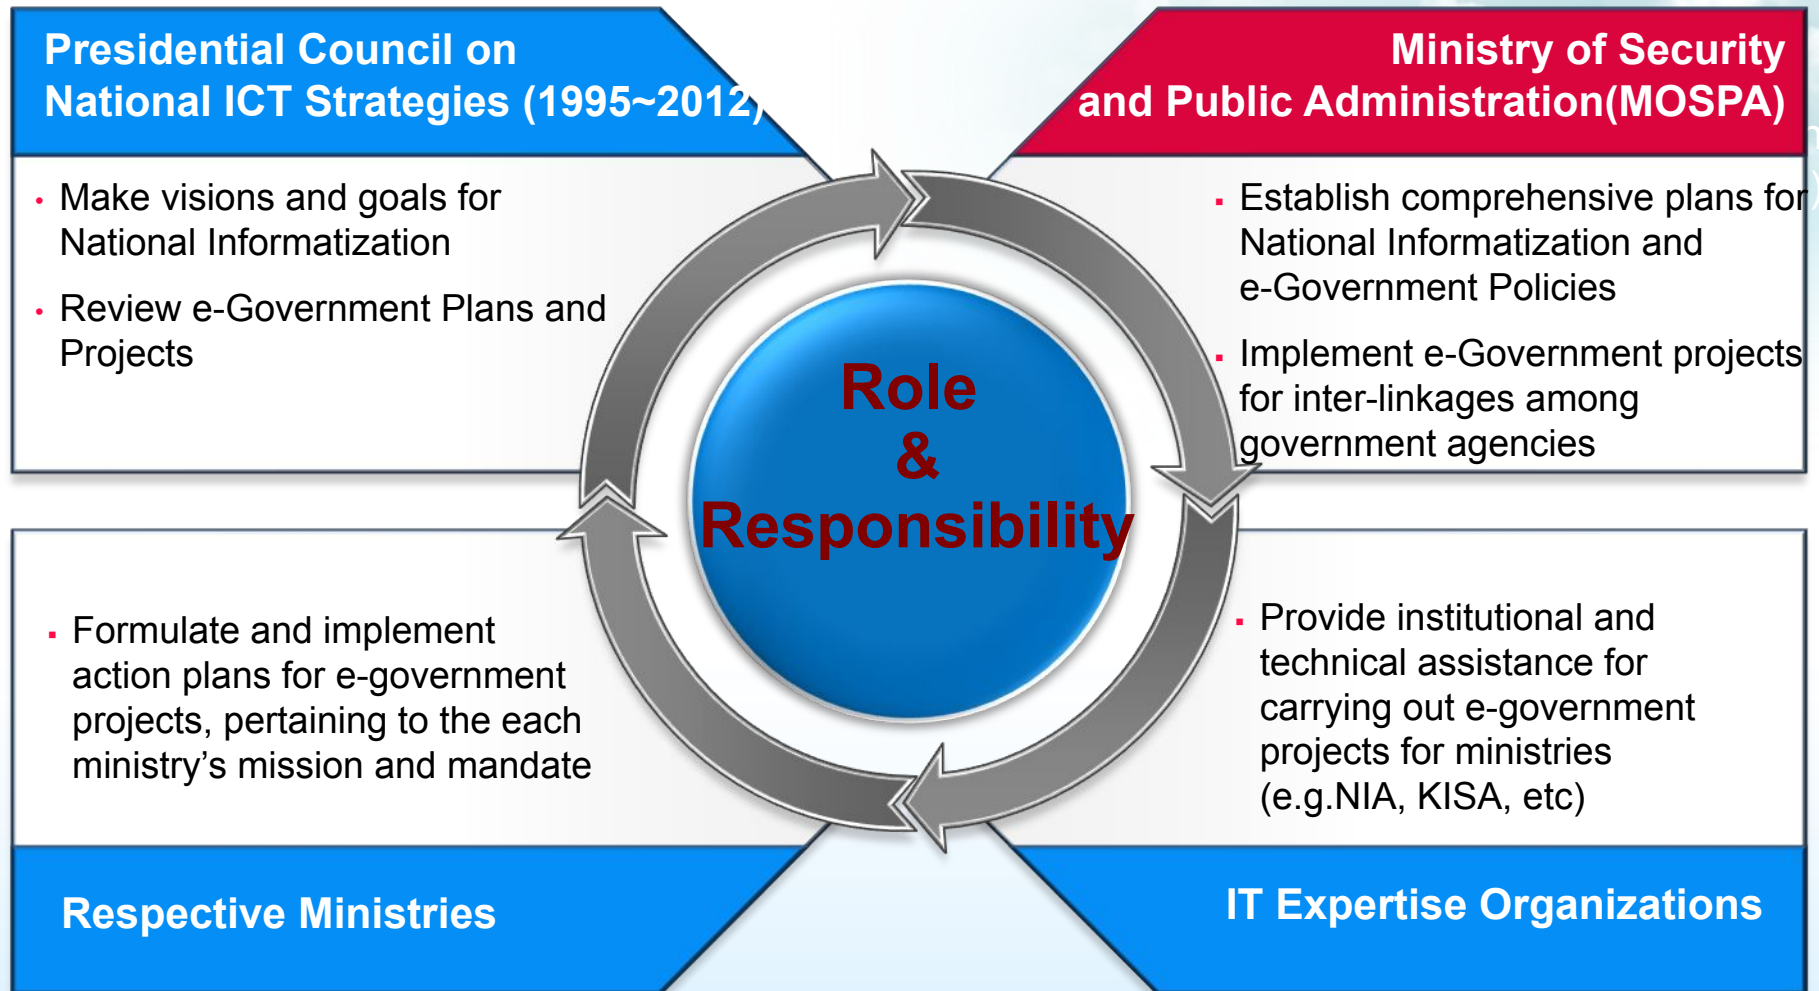 Presidential Council on
National ICT Strategies (1995~2012)
• Make visions and goals for
National Informatization
• Review e-Government Plans and
Projects
Ministry of Security
and Public Administration(MOSPA)
▪ Establish comprehensive plans for
National Informatization and
e-Government Policies
▪ Implement e-Government projects
for inter-linkages among
government agencies
Role
&
Responsibility
▪ Formulate and implement
action plans for e-government
projects, pertaining to the each
ministry’s mission and mandate
Respective Ministries
▪ Provide institutional and
technical assistance for
carrying out e-government
projects for ministries
(e.g.NIA, KISA, etc)
IT Expertise Organizations